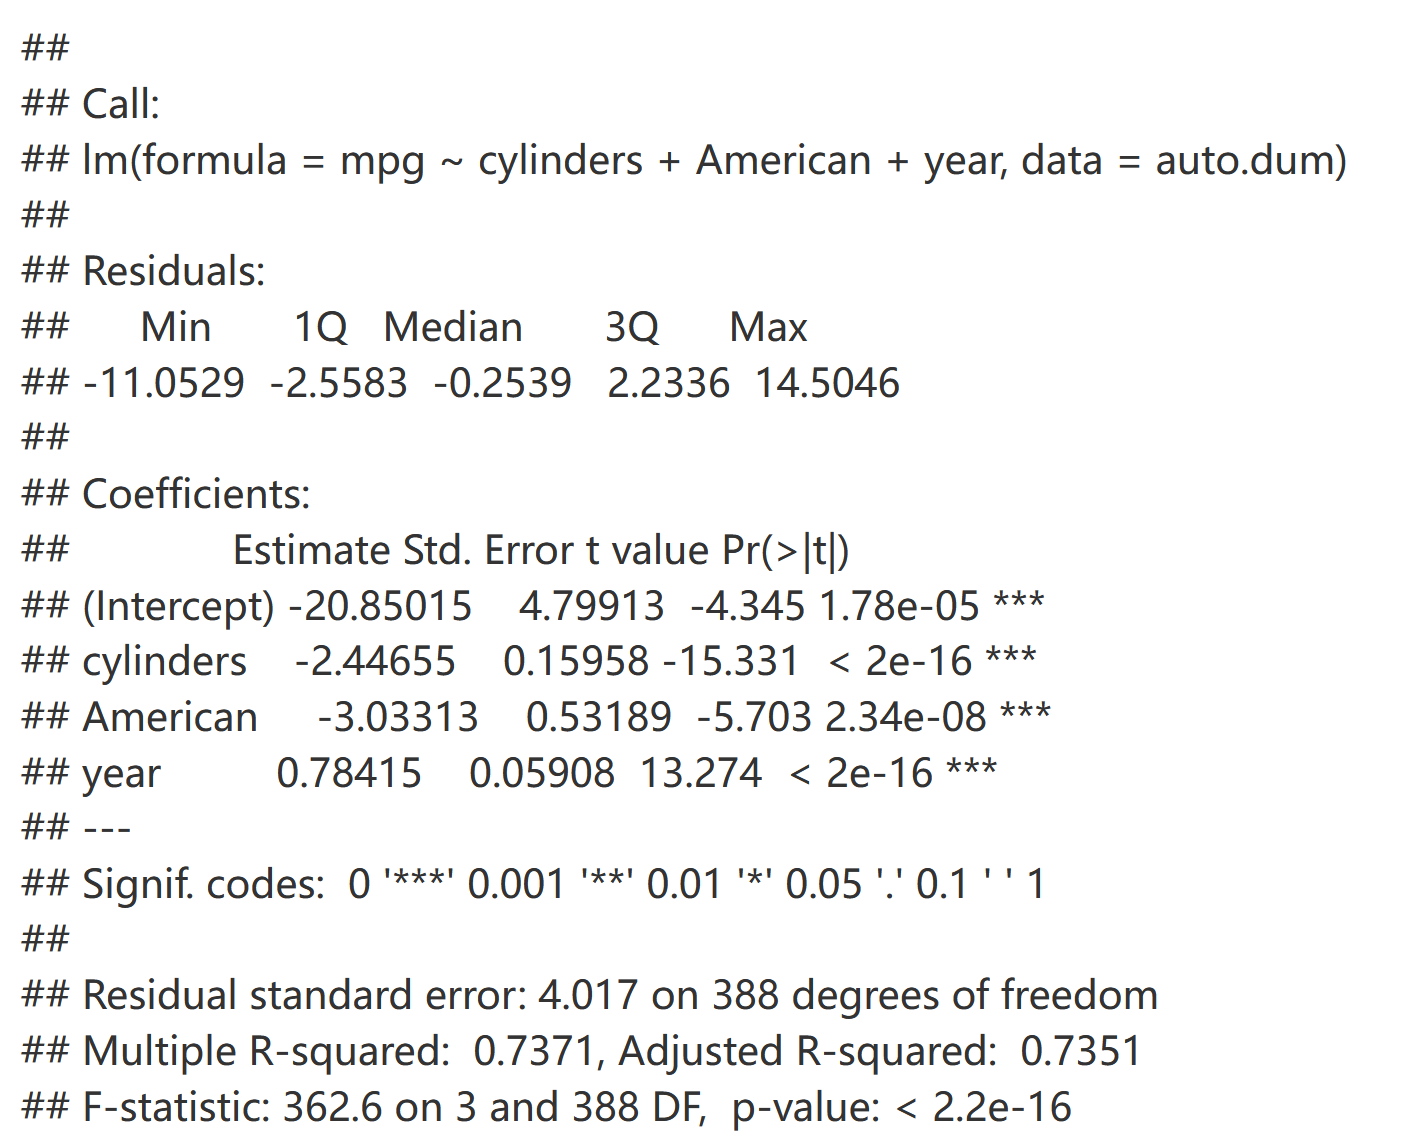 ##
## Call:
## lm(formula = mpg ~ cylinders + American + year, data = auto.dum)
##
## Residuals:
##      Min       1Q   Median       3Q      Max
## -11.0529  -2.5583  -0.2539   2.2336  14.5046
##
## Coefficients:
##             Estimate Std. Error t value Pr(>|t|)
## (Intercept) -20.85015    4.79913  -4.345 1.78e-05 ***
## cylinders    -2.44655    0.15958 -15.331  < 2e-16 ***
## American     -3.03313    0.53189  -5.703 2.34e-08 ***
## year          0.78415    0.05908  13.274  < 2e-16 ***
## ---
## Signif. codes:  0 '***' 0.001 '**' 0.01 '*' 0.05 '.' 0.1 ' ' 1
##
## Residual standard error: 4.017 on 388 degrees of freedom
## Multiple R-squared:  0.7371, Adjusted R-squared:  0.7351
## F-statistic: 362.6 on 3 and 388 DF,  p-value: < 2.2e-16